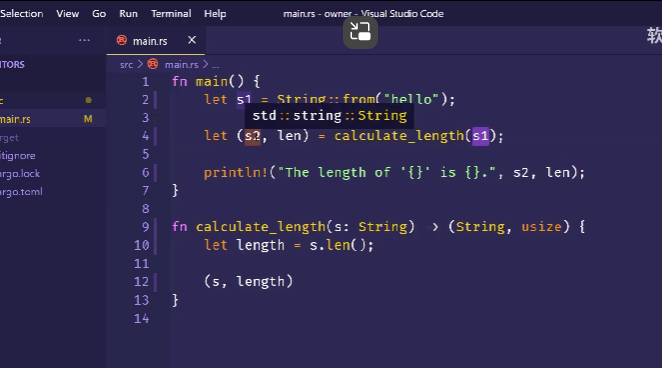 Selection View Go Run Terminal Help main.rs - owner - Visual Studio Code 软
··· main.rs ×
ITORS src > main.rs > ...
1 fn main() {
2 let s1 = String::from("hello");
main.rs M 3 std::string::String
4 let (s2, len) = calculate_length(s1);
itignore 5
argo.lock 6 println!("The length of '{}' is {}.", s2, len);
argo.toml 7 }
8
9 fn calculate_length(s: String) -> (String, usize) {
10 let length = s.len();
11
12 (s, length)
13 }
14